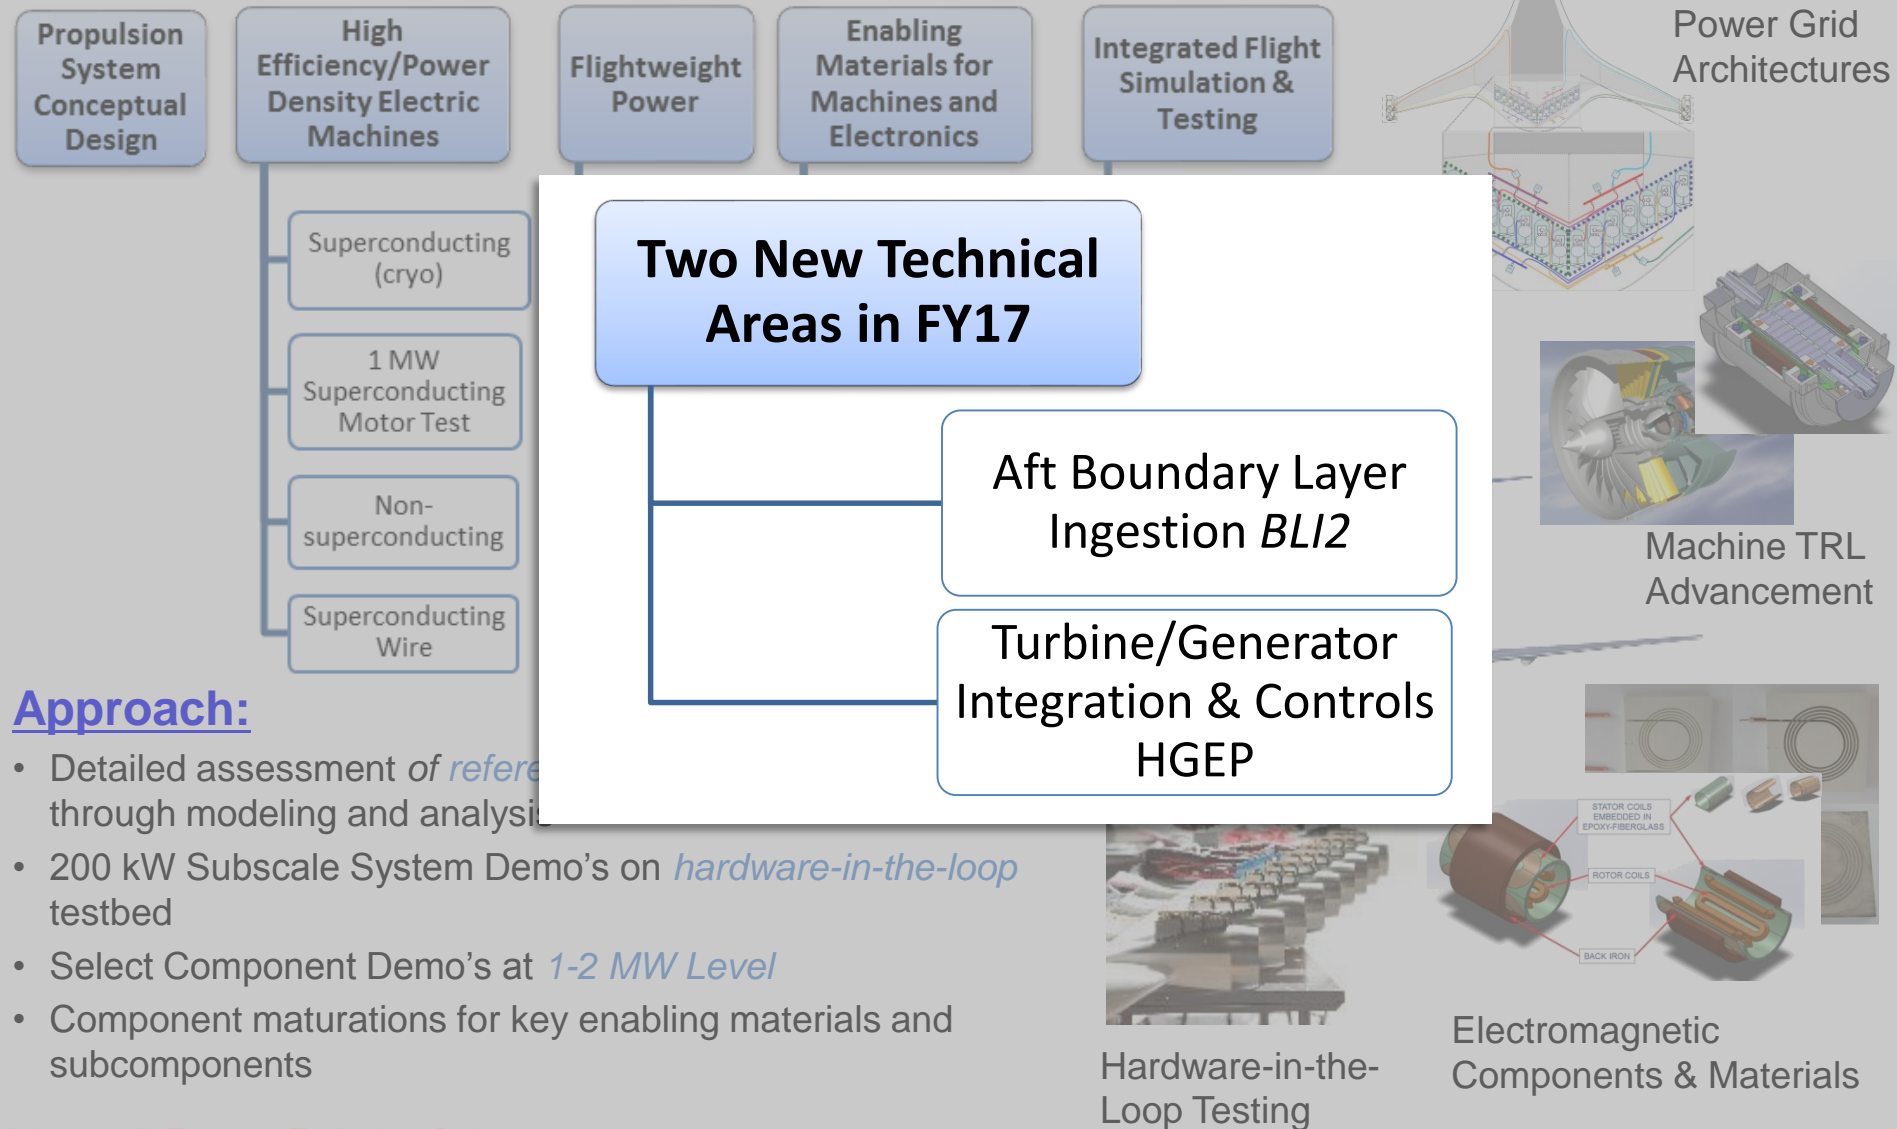 Propulsion
System
Conceptual
Design
High
Efficiency/Power
Density Electric
Machines
Flightweight
Power
Enabling
Materials for
Machines and
Electronics
Integrated Flight
Simulation &
Testing
Power Grid
Architectures
Superconducting
(cryo)
1 MW
Superconducting
Motor Test
Non-
superconducting
Superconducting
Wire
Two New Technical
Areas in FY17
Aft Boundary Layer
Ingestion BLI2
Turbine/Generator
Integration & Controls
HGEP
Machine TRL
Advancement
Approach:
• Detailed assessment of refere
through modeling and analysis
• 200 kW Subscale System Demo’s on hardware-in-the-loop
testbed
• Select Component Demo’s at 1-2 MW Level
• Component maturations for key enabling materials and
subcomponents
STATOR COILS
EMBEDDED IN
EPOXY-FIBERGLASS
ROTOR COILS
BACK IRON
Hardware-in-the-
Loop Testing
Electromagnetic
Components & Materials